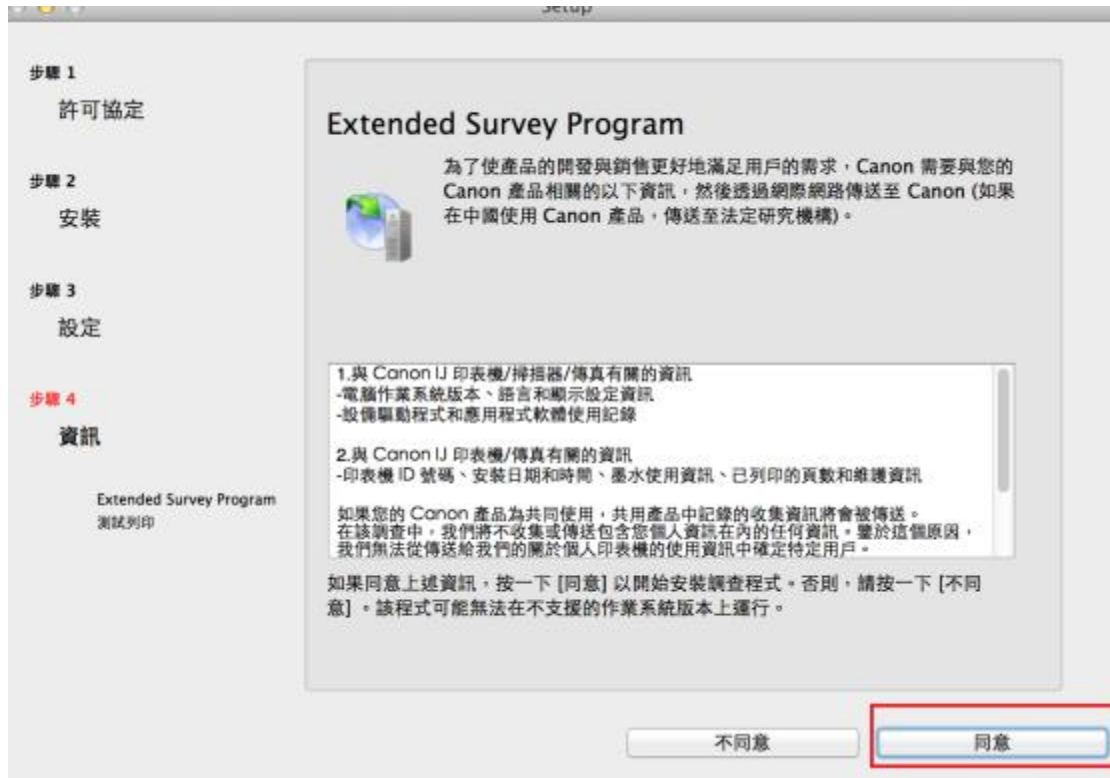 Setup
步驟 1
許可協定
步驟 2
安裝
步驟 3
設定
步驟 4
資訊
Extended Survey Program
測試列印
Extended Survey Program
為了使產品的開發與銷售更好地滿足用戶的需求，Canon 需要與您的
Canon 產品相關的以下資訊，然後透過網際網路傳送至 Canon (如果
在中國使用 Canon 產品，傳送至法定研究機構)。
1.與 Canon IJ 印表機/掃描器/傳真有關的資訊
-電腦作業系統版本、語言和顯示設定資訊
-設備驅動程式和應用程式軟體使用記錄
2.與 Canon IJ 印表機/傳真有關的資訊
-印表機 ID 號碼、安裝日期和時間、墨水使用資訊、已列印的頁數和維護資訊
如果您的 Canon 產品為共同使用，共用產品中記錄的收集資訊將會被傳送。
在該調查中，我們將不收集或傳送包含您個人資訊在內的任何資訊。鑒於這個原因，
我們無法從傳送給我們的關於個人印表機的使用資訊中確定特定用戶。
如果同意上述資訊，按一下 [同意] 以開始安裝調查程式。否則，請按一下 [不同
意] 。該程式可能無法在不支援的作業系統版本上運行。
不同意
同意